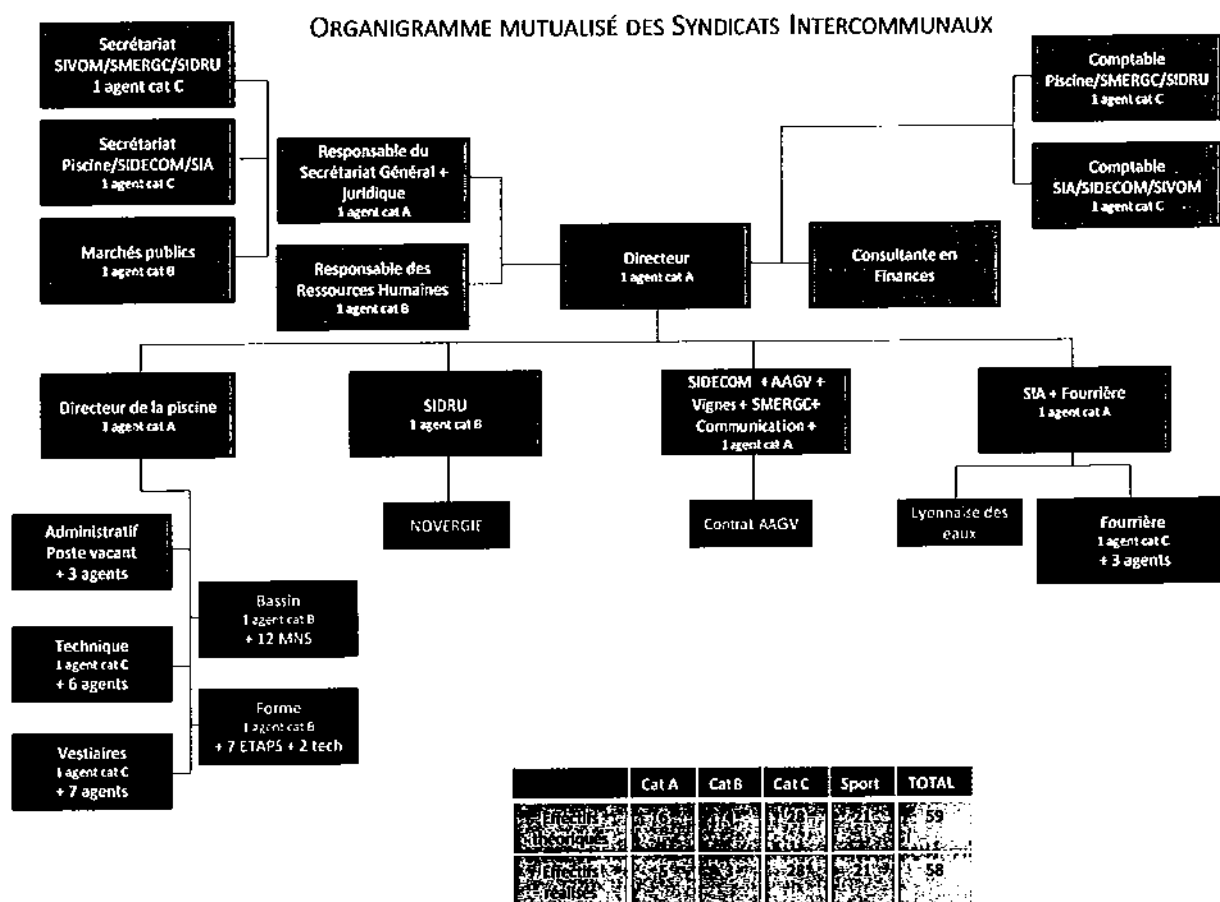 ORGANIGRAMME MUTUALISÉ DES SYNDICATS INTERCOMMUNAUX
Secrétariat
SIVOM/SMERGC/SIDRU
1 agent cat C
Secrétariat
Piscine/SIDECOM/SIA
1 agent cat C
Marchés publics
1 agent cat B
Responsable du
Secrétariat Général +
Juridique
1 agent cat A
Responsable des
Ressources Humaines
1 agent cat B
Directeur
1 agent cat A
Consultante en
Finances
Comptable
Piscine/SMERGC/SIDRU
1 agent cat C
Comptable
SIA/SIDECOM/SIVOM
1 agent cat C
Directeur de la piscine
1 agent cat A
SIDRU
1 agent cat B
SIDECOM + AAGV +
Vignes + SMERGC+
Communication +
1 agent cat A
SIA + Fourrière
1 agent cat A
NOVERGIE
Contrat AAGV
Lyonnaise des
eaux
Fourrière
1 agent cat C
+ 3 agents
Administratif
Poste vacant
+ 3 agents
Bassin
1 agent cat B
+ 12 MNS
Technique
1 agent cat C
+ 6 agents
Forme
1 agent cat B
+ 7 ETAPS + 2 tech
Vestiaires
1 agent cat C
+ 7 agents
Cat A Cat B Cat C Sport TOTAL
Effectifs
théoriques 6 4 28 21 59
Effectifs
réalisés 28 21 58